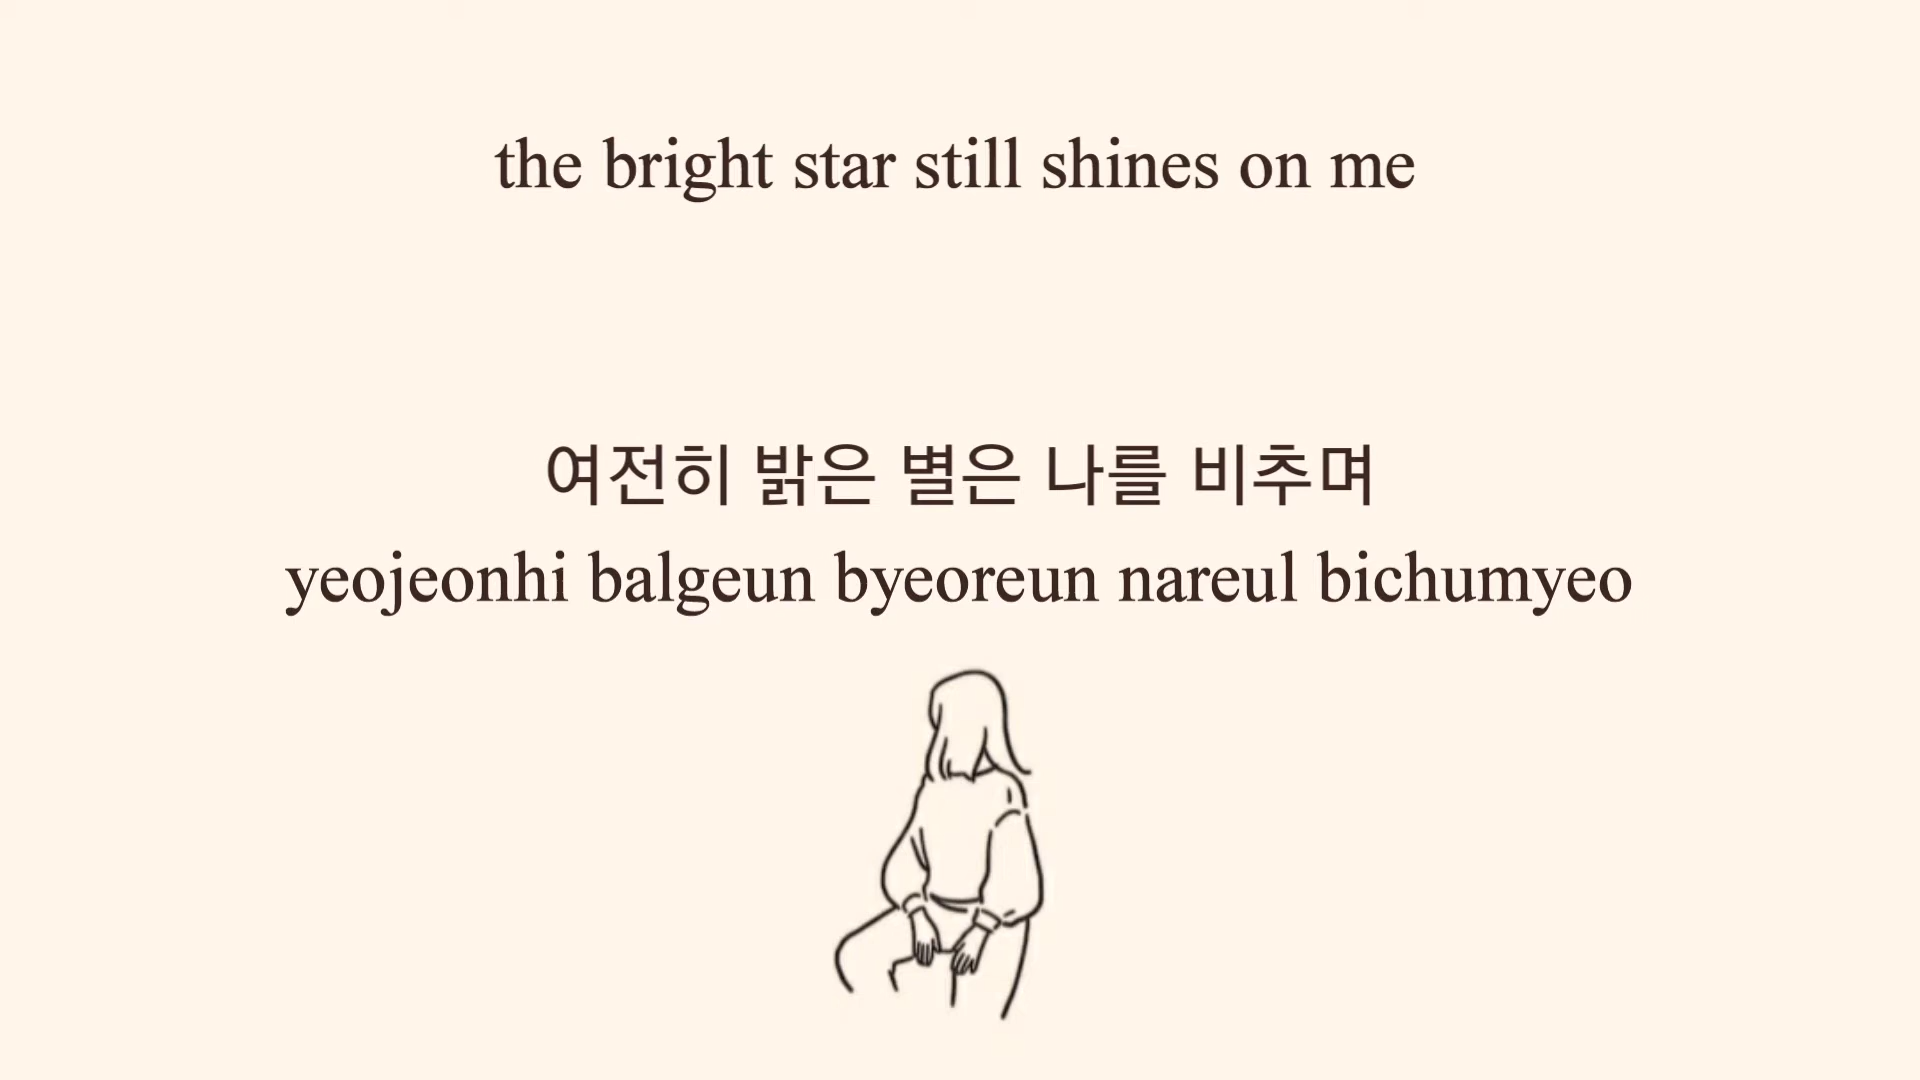 the bright star still shines on me
여전히 밝은 별은 나를 비추며
yeojeonhi balgeun byeoreun nareul bichumyeo